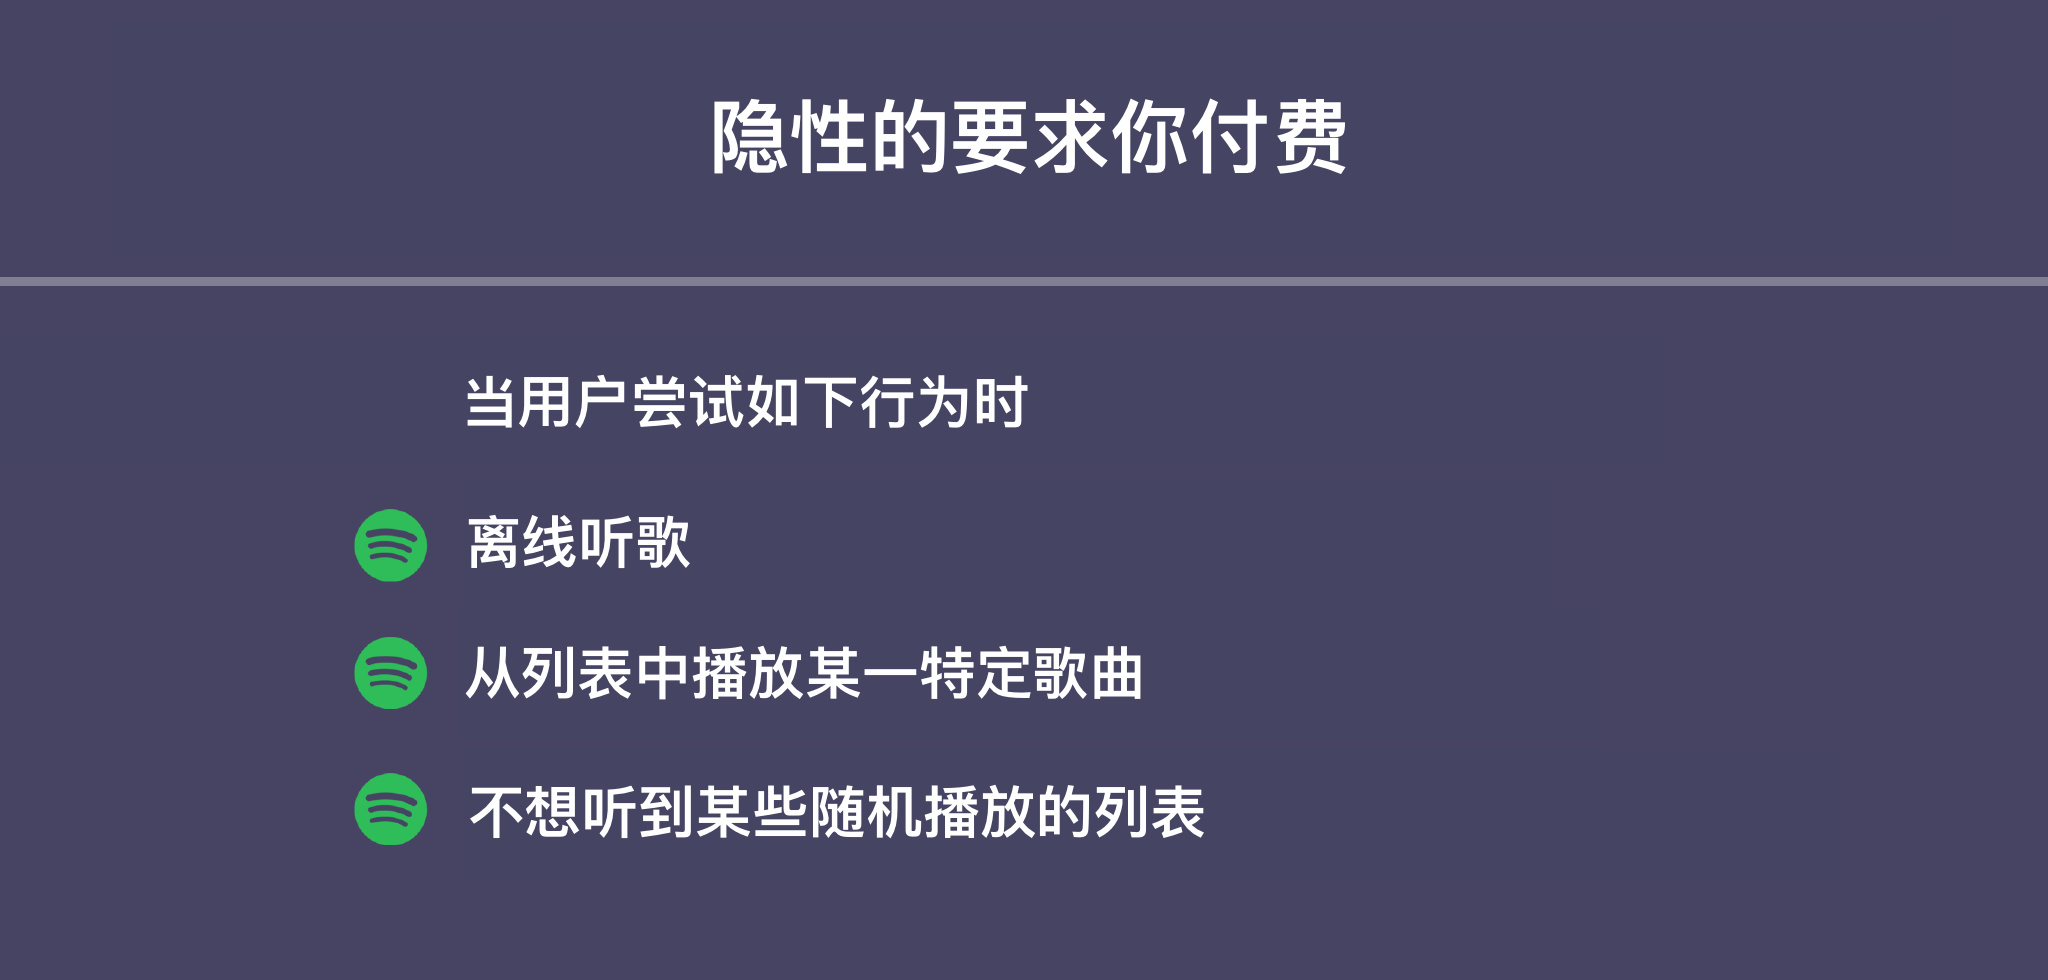 隐性的要求你付费
当用户尝试如下行为时
离线听歌
从列表中播放某一特定歌曲
不想听到某些随机播放的列表